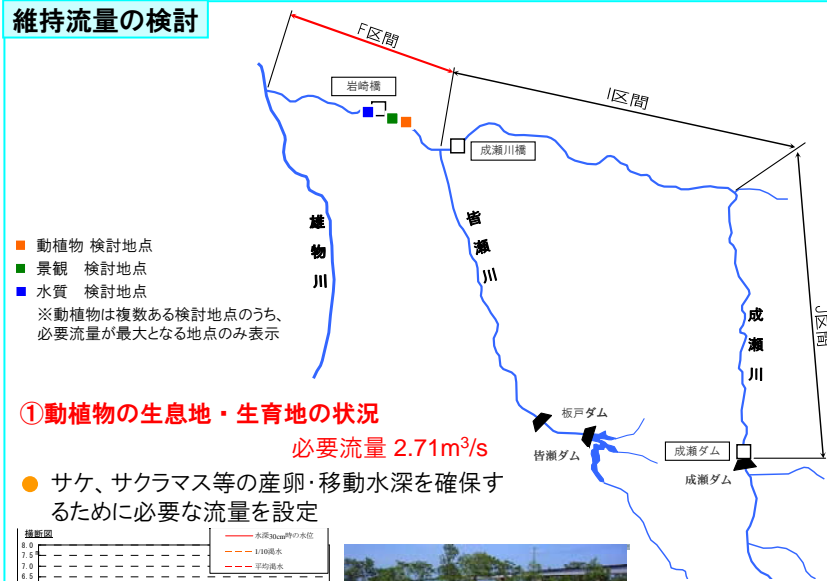 維持流量の検討
F区間
岩崎橋
I区間
成瀬川橋
雄物川
皆瀬川
■ 動植物 検討地点
■ 景観　検討地点
■ 水質　検討地点
※動植物は複数ある検討地点のうち、
必要流量が最大となる地点のみ表示
成瀬川
J区間
①動植物の生息地・生育地の状況
板戸ダム
必要流量 2.71m³/s
皆瀬ダム
成瀬ダム
成瀬ダム
● サケ、サクラマス等の産卵・移動水深を確保す
るために必要な流量を設定
横断図
水深30cm時の水位
1/10渇水
平均渇水
8.0
7.5
7.0
6.5